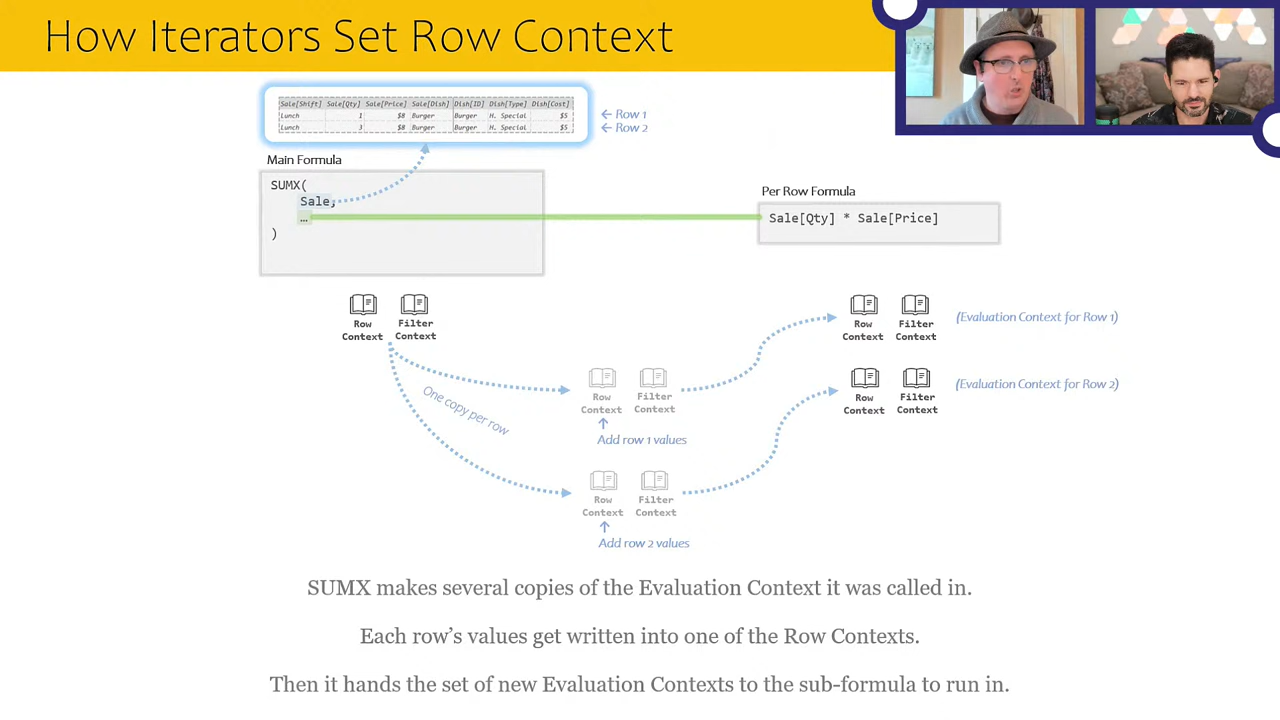 How Iterators Set Row Context
Sale[Shift] Sale[Qty] Sale[Price] Sale[Dish] Dish[ID] Dish[Type] Dish[Cost]
Lunch 1 $8 Burger Burger H. Special $5
Lunch 3 $8 Burger Burger H. Special $5
← Row 1
← Row 2
Main Formula
SUMX(
Sale,
…
)
Per Row Formula
Sale[Qty] * Sale[Price]
Row Context
Filter Context
One copy per row
Row Context
Filter Context
Add row 1 values
Row Context
Filter Context
Add row 2 values
Row Context
Filter Context
(Evaluation Context for Row 1)
Row Context
Filter Context
(Evaluation Context for Row 2)
SUMX makes several copies of the Evaluation Context it was called in.
Each row’s values get written into one of the Row Contexts.
Then it hands the set of new Evaluation Contexts to the sub-formula to run in.